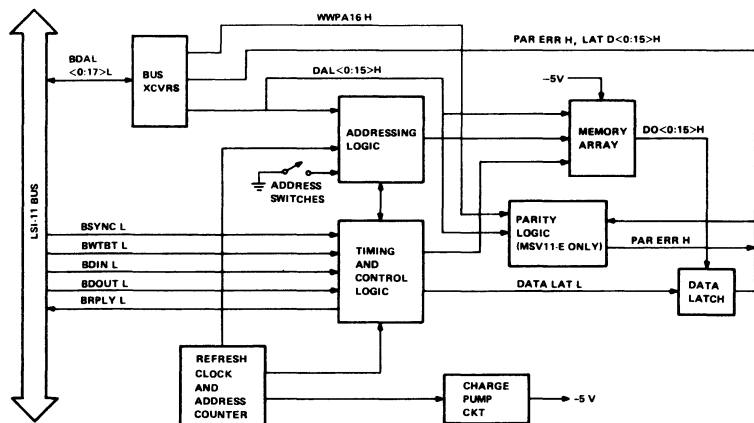 WWPA16 H
BDAL
<0:17>L
BUS
XCVRS
PAR ERR H, LAT D<0:15>H
DAL<0:15>H
-5V
ADDRESSING
LOGIC
MEMORY
ARRAY
DO<0:15>H
ADDRESS
SWITCHES
LSI-11 BUS
BSYNC L
BWTBT L
BDIN L
BDOUT L
BRPLY L
TIMING
AND
CONTROL
LOGIC
PARITY
LOGIC
(MSV11-E ONLY)
PAR ERR H
DATA LAT L
DATA
LATCH
REFRESH
CLOCK
AND
ADDRESS
COUNTER
CHARGE
PUMP
CKT
-5 V